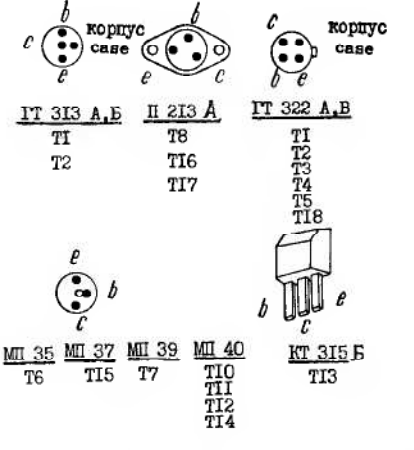 b
c корпус case e
b e c
c корпус case b e
ГТ 313 А,Б
П 213 А
ГТ 322 А,В
Т1
Т2
Т8
Т16
Т17
Т1
Т2
Т3
Т4
Т5
Т18
e
b
c
b c e
МП 35
МП 37
МП 39
МП 40
КТ 315 Б
Т6
Т15
Т7
Т10
Т11
Т12
Т14
Т13